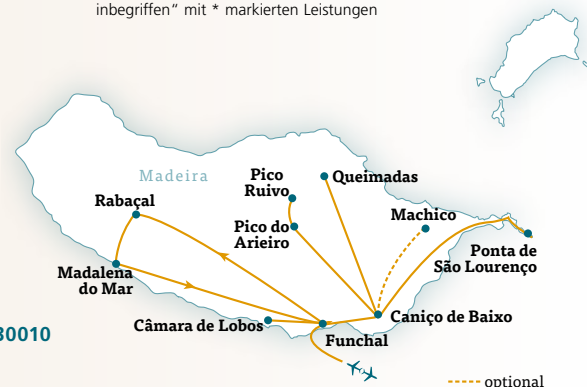 inbegriffen“ mit * markierten Leistungen
Madeira
Pico
Ruivo
Queimadas
Rabaçal
Machico
Pico do
Arieiro
Ponta de
São Lourenço
Madalena
do Mar
Caniço de Baixo
Câmara de Lobos
Funchal
30010
optional